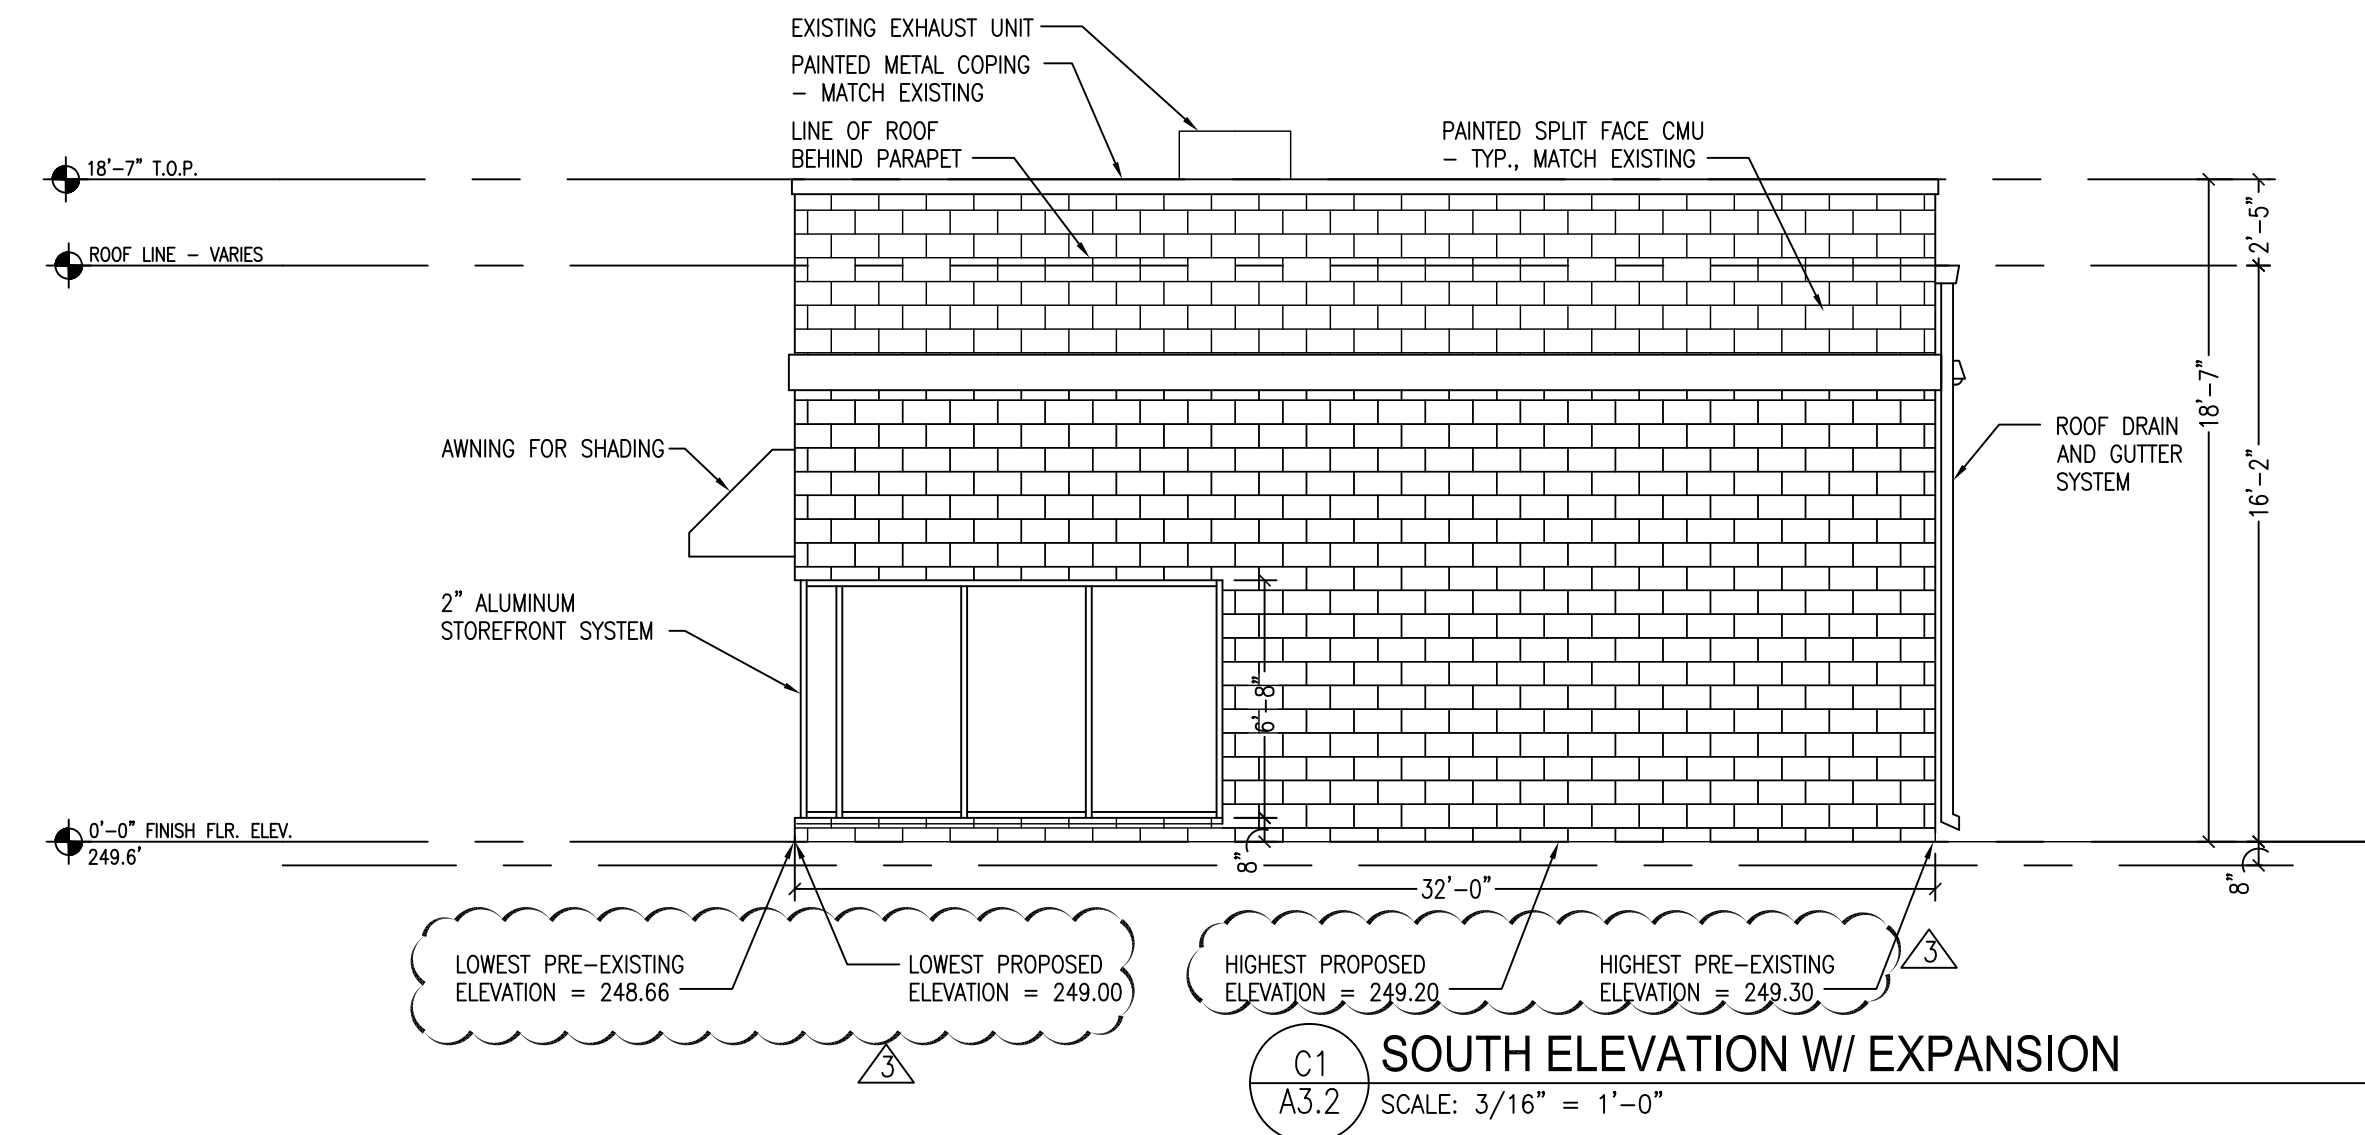 EXISTING EXHAUST UNIT
PAINTED METAL COPING
– MATCH EXISTING
LINE OF ROOF
BEHIND PARAPET
PAINTED SPLIT FACE CMU
– TYP., MATCH EXISTING
18'-7" T.O.P.
ROOF LINE – VARIES
2'-5"
18'-7"
16'-2"
AWNING FOR SHADING
ROOF DRAIN
AND GUTTER
SYSTEM
2" ALUMINUM
STOREFRONT SYSTEM
6'-8"
0'-0" FINISH FLR. ELEV.
249.6'
8"
32'-0"
8"
LOWEST PRE-EXISTING
ELEVATION = 248.66
LOWEST PROPOSED
ELEVATION = 249.00
HIGHEST PROPOSED
ELEVATION = 249.20
HIGHEST PRE-EXISTING
ELEVATION = 249.30
3
3
C1
A3.2
SOUTH ELEVATION W/ EXPANSION
SCALE: 3/16" = 1'-0"